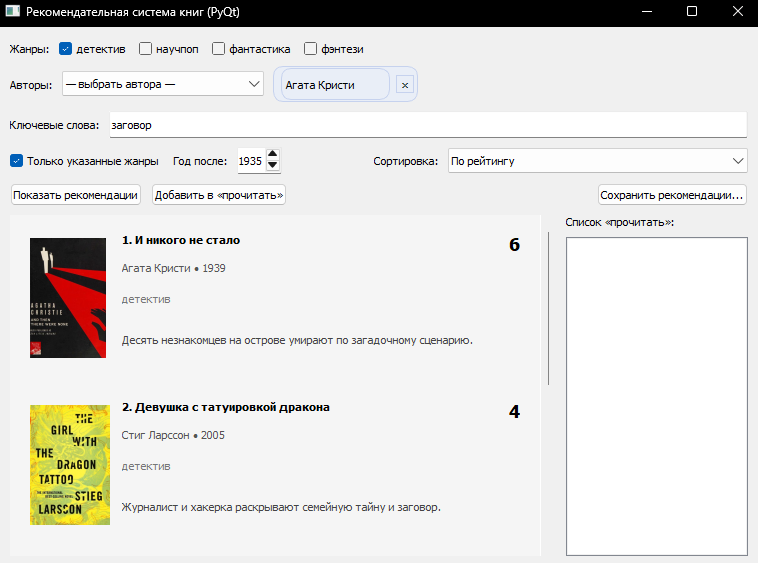 Рекомендательная система книг (PyQt)
Жанры: детектив научпоп фантастика фэнтези
Авторы: — выбрать автора — Агата Кристи ×
Ключевые слова: заговор
Только указанные жанры Год после: 1935 Сортировка: По рейтингу
Показать рекомендации Добавить в «прочитать» Сохранить рекомендации...
Список «прочитать»:
1. И никого не стало 6
Агата Кристи • 1939
детектив
Десять незнакомцев на острове умирают по загадочному сценарию.
AGATHA
CHRISTIE
AND THEN
THERE WERE NONE
2. Девушка с татуировкой дракона 4
Стиг Ларссон • 2005
детектив
Журналист и хакерка раскрывают семейную тайну и заговор.
THE
GIRL
WITH
THE
DRAGON
TATTOO
STIEG
LARSSON